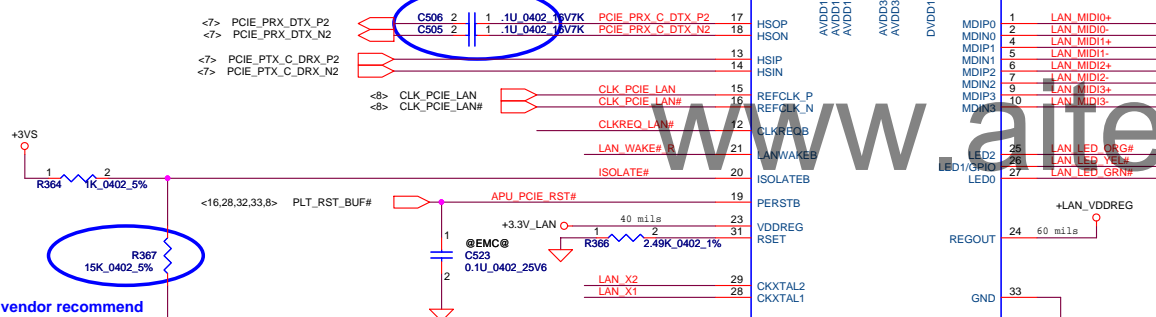 <7> PCIE_PRX_DTX_P2
<7> PCIE_PRX_DTX_N2
C506 2 1 .1U_0402_16V7K PCIE_PRX_C_DTX_P2 17 HSOP
C505 2 1 .1U_0402_16V7K PCIE_PRX_C_DTX_N2 18 HSON
<7> PCIE_PTX_C_DRX_P2 13 HSIP
<7> PCIE_PTX_C_DRX_N2 14 HSIN
<8> CLK_PCIE_LAN CLK_PCIE_LAN 15 REFCLK_P
<8> CLK_PCIE_LAN# CLK_PCIE_LAN# 16 REFCLK_N
CLKREQ_LAN# 12 CLKREQB
LAN_WAKE#_R 21 LANWAKEB
+3VS
1 2
R364 1K_0402_5%
ISOLATE# 20 ISOLATEB
<16,28,32,33,8> PLT_RST_BUF# APU_PCIE_RST# 19 PERSTB
+3.3V_LAN 40 mils 23 VDDREG
1 2 31 RSET
R366 2.49K_0402_1%
R367
15K_0402_5%
1
@EMC@
C523
0.1U_0402_25V6
2
LAN_X2 29 CKXTAL2
LAN_X1 28 CKXTAL1
vendor recommend
AVDD1
AVDD1
AVDD1
AVDD3
AVDD3
DVDD1
MDIP0 1 LAN_MIDI0+
MDIN0 2 LAN_MIDI0-
MDIP1 4 LAN_MIDI1+
MDIN1 5 LAN_MIDI1-
MDIP2 6 LAN_MIDI2+
MDIN2 7 LAN_MIDI2-
MDIP3 9 LAN_MIDI3+
MDIN3 10 LAN_MIDI3-
LED2 25 LAN_LED_ORG#
LED1/GPIO 26 LAN_LED_YEL#
LED0 27 LAN_LED_GRN#
+LAN_VDDREG
REGOUT 24 60 mils
GND 33
www.aite